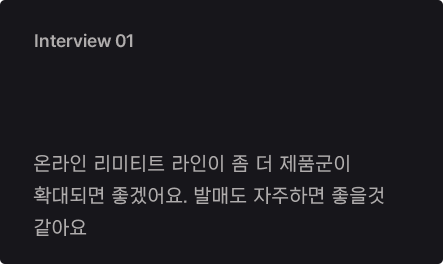 Interview 01
온라인 리미티트 라인이 좀 더 제품군이
확대되면 좋겠어요. 발매도 자주하면 좋을것
같아요